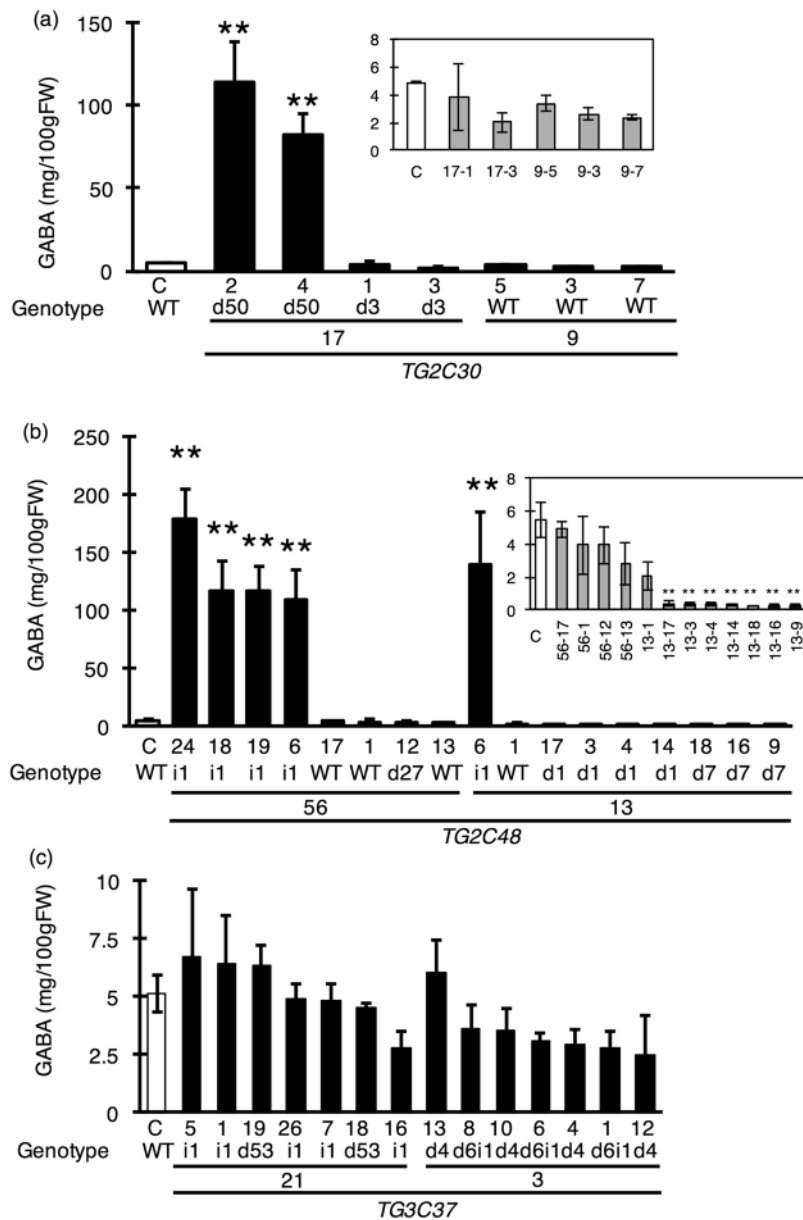 (a)
150
100
50
0
GABA (mg/100gFW)
** **
8
6
4
2
0
C 17-1 17-3 9-5 9-3 9-7
C 2 4 1 3 5 3 7
Genotype WT d50 d50 d3 d3 WT WT WT
17 9
TG2C30
(b)
250
200
150
100
50
0
GABA (mg/100gFW)
** ** ** ** **
8
6
4
2
0
** ** ** ** ** ** **
C 56-17 56-1 56-12 56-13 13-1 13-17 13-3 13-4 13-14 13-18 13-16 13-9
C 24 18 19 6 17 1 12 13 6 1 17 3 4 14 18 16 9
Genotype WT i1 i1 i1 i1 WT WT d27 WT i1 WT d1 d1 d1 d1 d7 d7 d7
56 13
TG2C48
(c)
10
7.5
5
2.5
0
GABA (mg/100gFW)
C 5 1 19 26 7 18 16 13 8 10 6 4 1 12
Genotype WT i1 i1 d53 i1 i1 d53 i1 d4 d6i1 d4 d6i1 d4 d6i1 d4
21 3
TG3C37